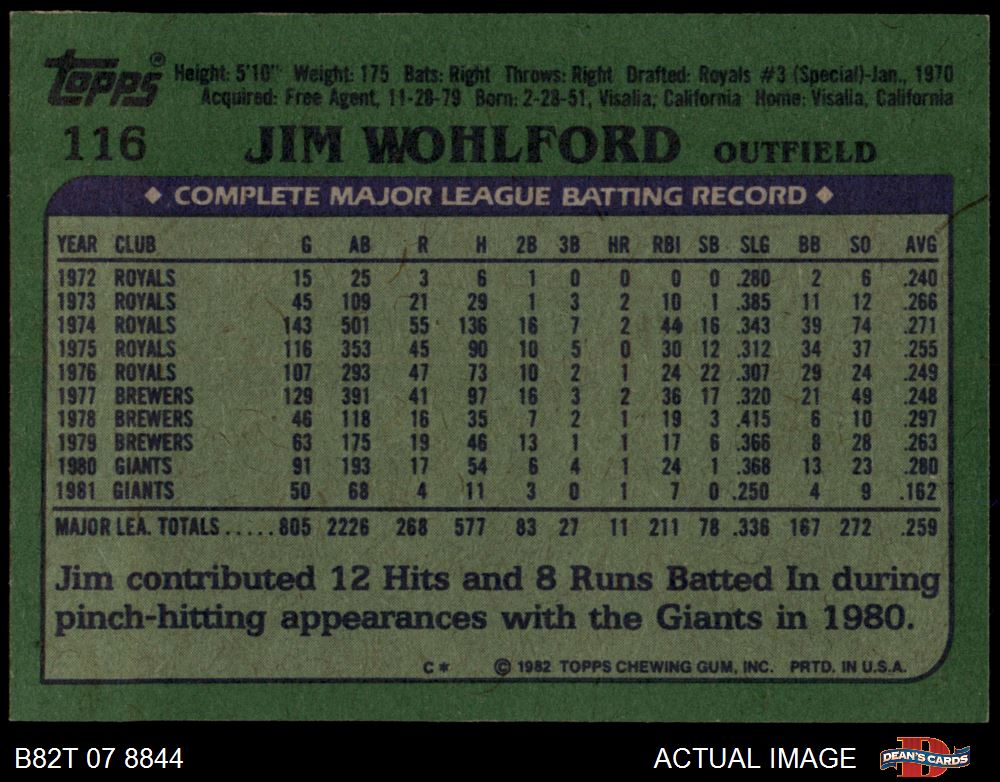 Topps® Height: 5'10" Weight: 175 Bats: Right Throws: Right Drafted: Royals #3 (Special)-Jan., 1970
Acquired: Free Agent, 11-28-79 Born: 2-28-51, Visalia, California Home: Visalia, California
116 JIM WOHLFORD OUTFIELD
◆ COMPLETE MAJOR LEAGUE BATTING RECORD ◆
YEAR CLUB G AB R H 2B 3B HR RBI SB SLG BB SO AVG
1972 ROYALS 15 25 3 6 1 0 0 0 0 .280 2 6 .240
1973 ROYALS 45 109 21 29 1 3 2 10 1 .385 11 12 .266
1974 ROYALS 143 501 55 136 16 7 2 44 16 .343 39 74 .271
1975 ROYALS 116 353 45 90 10 5 0 30 12 .312 34 37 .255
1976 ROYALS 107 293 47 73 10 2 1 24 22 .307 29 24 .249
1977 BREWERS 129 391 41 97 16 3 2 36 17 .320 21 49 .248
1978 BREWERS 46 118 16 35 7 2 1 19 3 .415 6 10 .297
1979 BREWERS 63 175 19 46 13 1 1 17 6 .366 8 28 .263
1980 GIANTS 91 193 17 54 6 4 1 24 1 .368 13 23 .280
1981 GIANTS 50 68 4 11 3 0 1 7 0 .250 4 9 .162
MAJOR LEA. TOTALS.....805 2226 268 577 83 27 11 211 78 .336 167 272 .259
Jim contributed 12 Hits and 8 Runs Batted In during
pinch-hitting appearances with the Giants in 1980.
C* © 1982 TOPPS CHEWING GUM, INC. PRTD. IN U.S.A.
B82T 07 8844 ACTUAL IMAGE DEAN'S CARDS